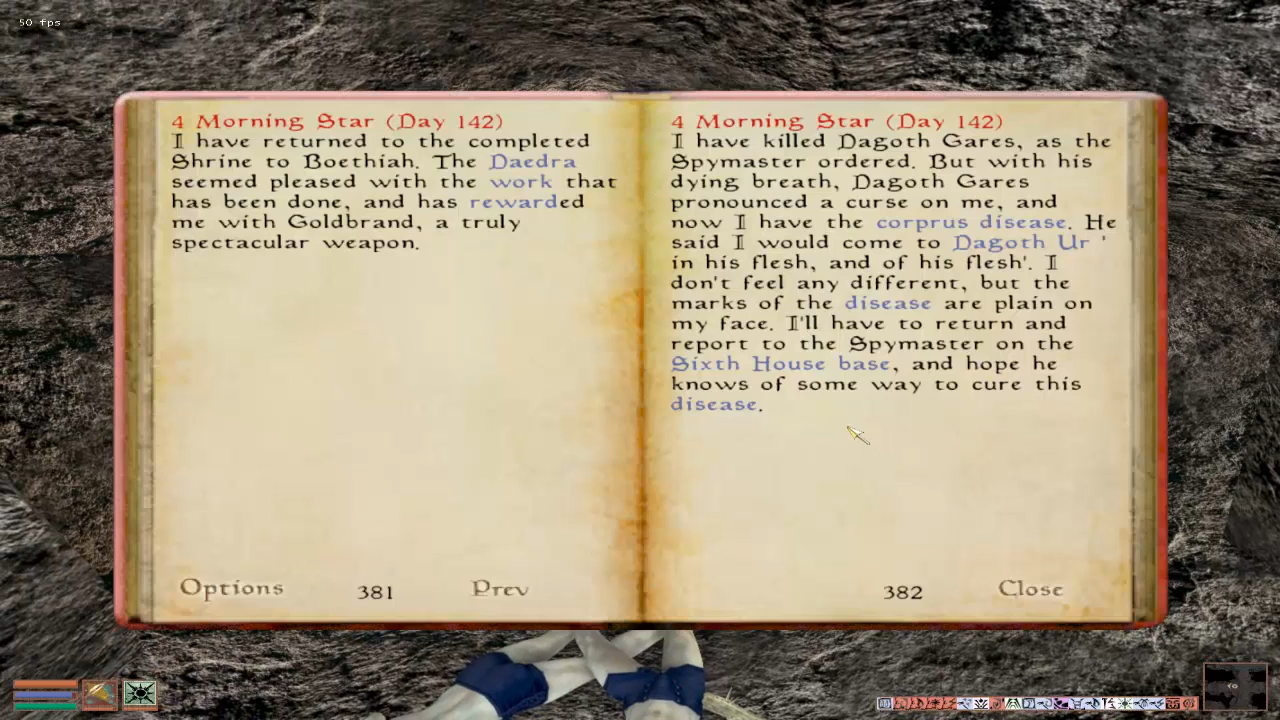 50 fps
4 Morning Star (Day 142)
I have returned to the completed
Shrine to Boethiah. The Daedra
seemed pleased with the work that
has been done, and has rewarded
me with Goldbrand, a truly
spectacular weapon.
4 Morning Star (Day 142)
I have killed Dagoth Gares, as the
Spymaster ordered. But with his
dying breath, Dagoth Gares
pronounced a curse on me, and
now I have the corprus disease. He
said I would come to Dagoth Ur '
in his flesh, and of his flesh'. I
don't feel any different, but the
marks of the disease are plain on
my face. I'll have to return and
report to the Spymaster on the
Sixth House base, and hope he
knows of some way to cure this
disease.
Options 381 Prev
382 Close